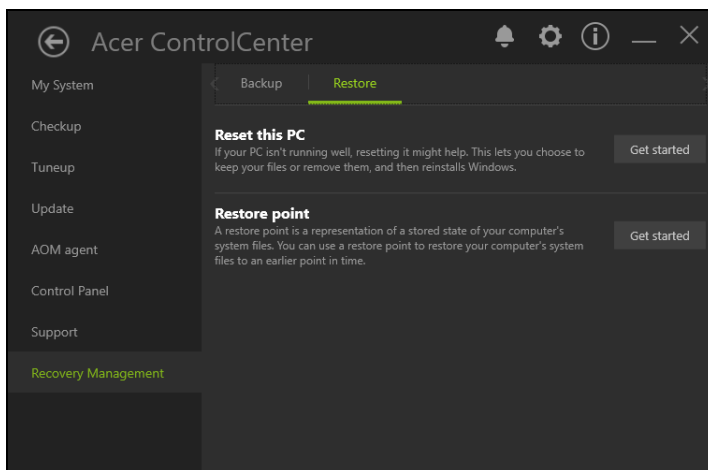 Acer ControlCenter
My System
Checkup
Tuneup
Update
AOM agent
Control Panel
Support
Recovery Management
Backup
Restore
Reset this PC
If your PC isn't running well, resetting it might help. This lets you choose to
keep your files or remove them, and then reinstalls Windows.
Get started
Restore point
A restore point is a representation of a stored state of your computer's
system files. You can use a restore point to restore your computer's system
files to an earlier point in time.
Get started